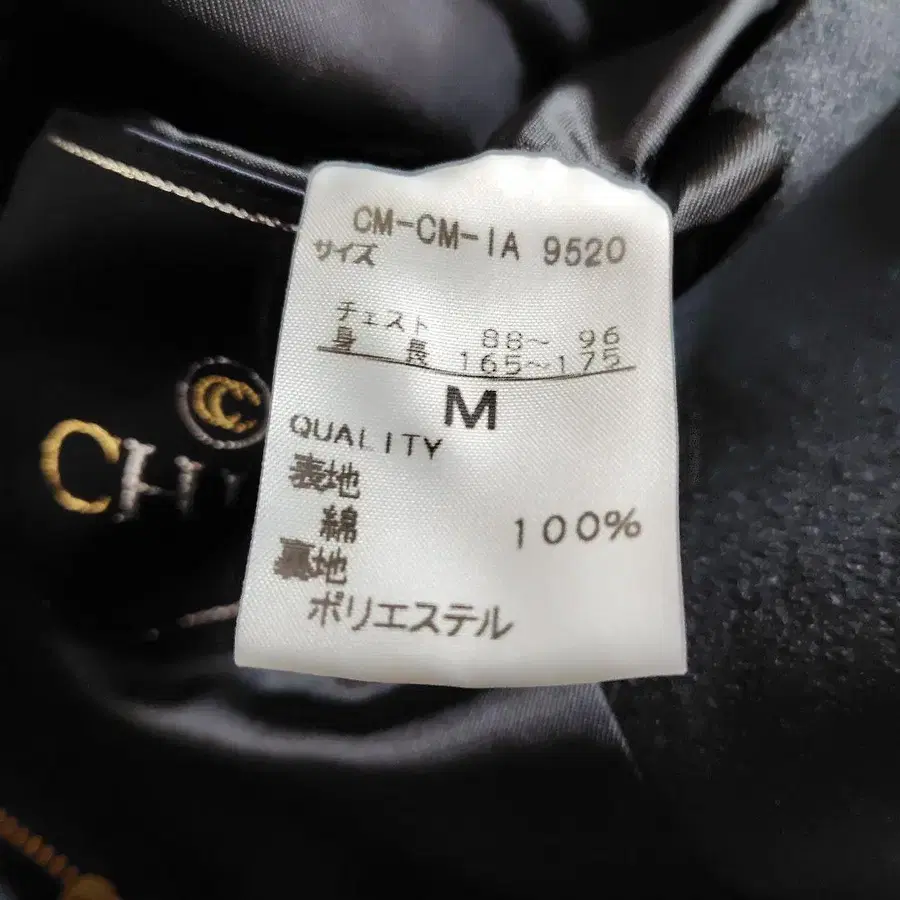 CM-CM-IA 9520
サイズ
チェスト 88～96
身長 165～175
M
QUALITY
表地
綿 100%
裏地
ポリエステル
CH